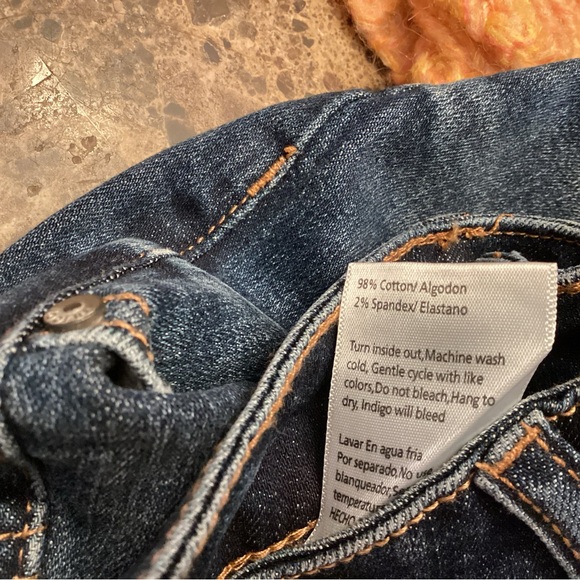 98% Cotton/ Algodon
2% Spandex/ Elastano
Turn inside out,Machine wash
cold, Gentle cycle with like
colors,Do not bleach,Hang to
dry, Indigo will bleed
Lavar En agua fria
Por separado,No
blanqueador,
HECHO